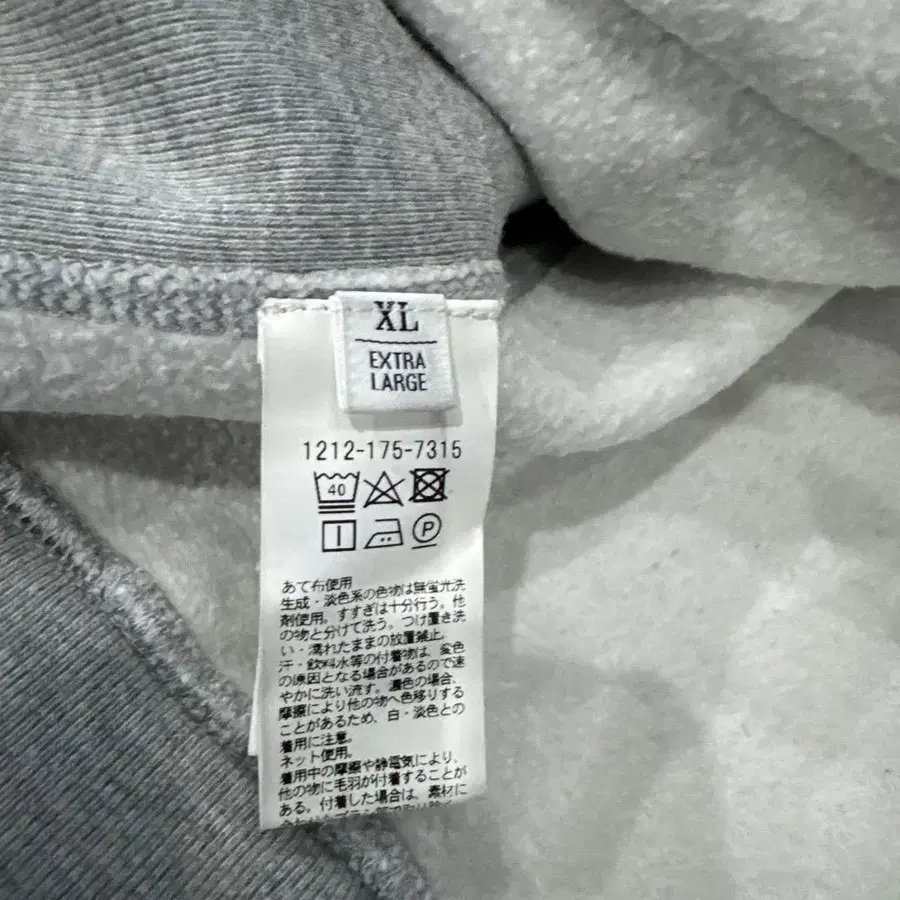 XL
EXTRA
LARGE
1212-175-7315
40
P
あて布使用
生成・淡色系の色物は無蛍光洗
剤使用。すすぎは十分行う。他
の物と分けて洗う。つけ置き洗
い・濡れたままの放置禁止。
汗・飲料水等の付着物は、変色
の原因となる場合があるので速
やかに洗い流す。濃色の場合、
摩擦により他の物へ色移りする
ことがあるため、白・淡色との
着用に注意。
ネット使用。
着用中の摩擦や静電気により、
他の物に毛羽が付着することが
ある。付着した場合は、素材に